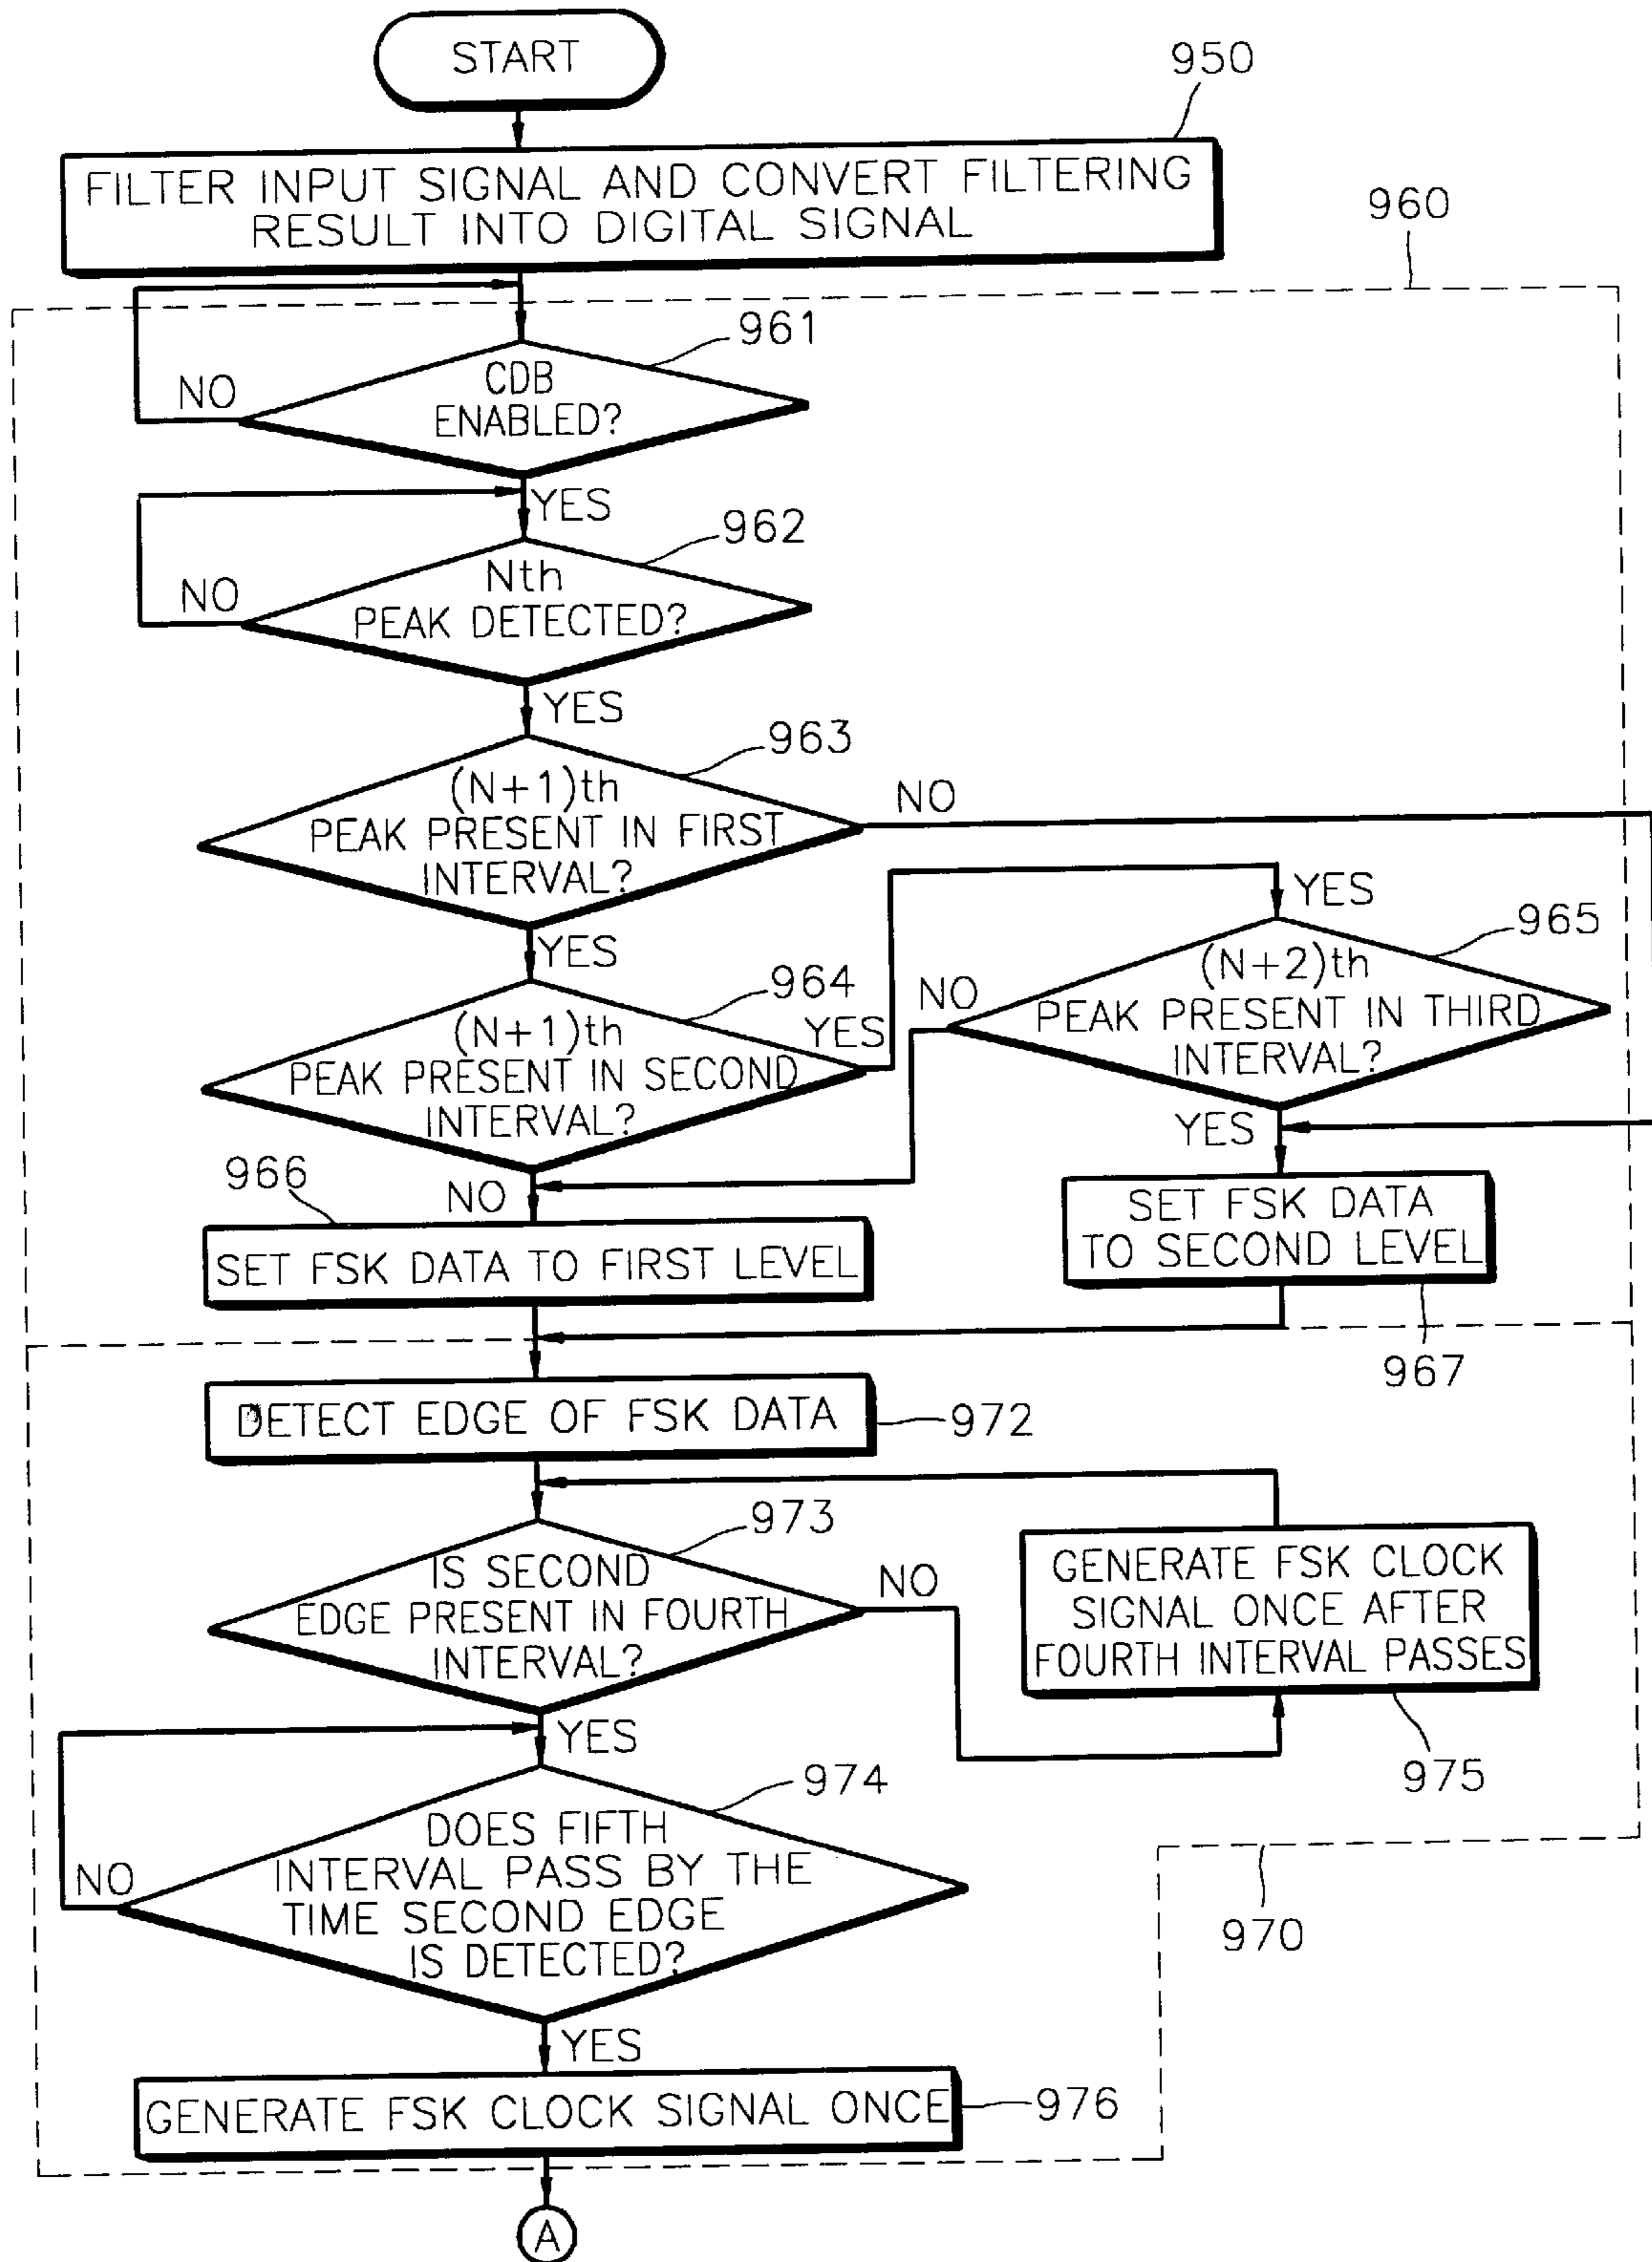 START
950
FILTER INPUT SIGNAL AND CONVERT FILTERING
RESULT INTO DIGITAL SIGNAL
960
961
CDB
ENABLED?
NO
YES
962
Nth
PEAK DETECTED?
NO
YES
963
(N+1)th
PEAK PRESENT IN FIRST
INTERVAL?
NO
YES
YES
965
(N+2)th
PEAK PRESENT IN THIRD
INTERVAL?
NO
964
(N+1)th
PEAK PRESENT IN SECOND
INTERVAL?
YES
YES
966
NO
SET FSK DATA TO FIRST LEVEL
SET FSK DATA
TO SECOND LEVEL
967
DETECT EDGE OF FSK DATA
972
973
IS SECOND
EDGE PRESENT IN FOURTH
INTERVAL?
NO
GENERATE FSK CLOCK
SIGNAL ONCE AFTER
FOURTH INTERVAL PASSES
975
YES
974
DOES FIFTH
INTERVAL PASS BY THE
TIME SECOND EDGE
IS DETECTED?
NO
970
YES
GENERATE FSK CLOCK SIGNAL ONCE
976
A